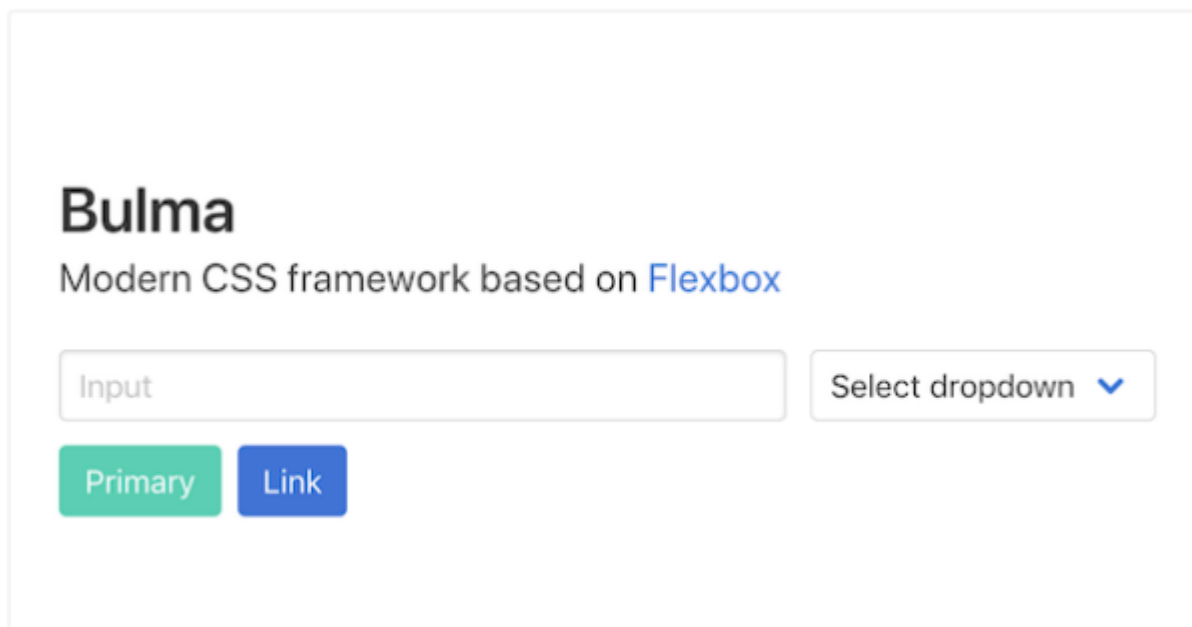 Bulma
Modern CSS framework based on Flexbox
Input
Select dropdown
Primary
Link